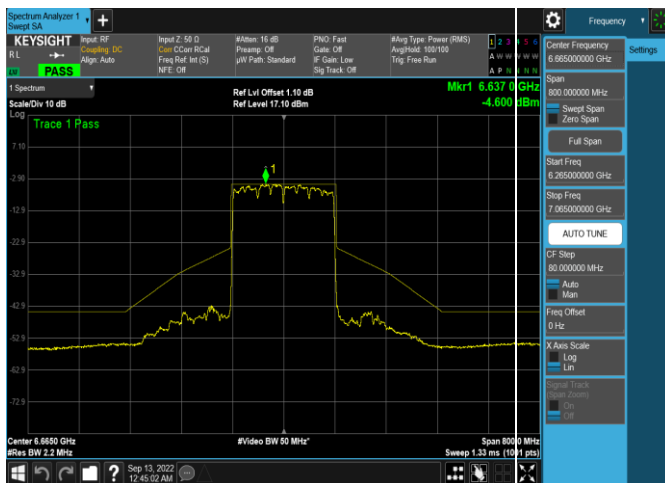 Spectrum Analyzer 1
Swept SA
+
Frequency
KEYSIGHT
RL
PASS
Input: RF
Coupling: DC
Align: Auto
Input Z: 50 Ω
Corr CCorr RCal
Freq Ref: Int (S)
NFE: Off
#Atten: 16 dB
Preamp: Off
µW Path: Standard
PNO: Fast
Gate: Off
IF Gain: Low
Sig Track: Off
#Avg Type: Power (RMS)
Avg|Hold: 100/100
Trig: Free Run
1 2 3 4 5 6
A W W W W W
A P N N N N
1 Spectrum
Scale/Div 10 dB
Log
Ref Lvl Offset 1.10 dB
Ref Level 17.10 dBm
Mkr1 6.637 0 GHz
-4.600 dBm
Trace 1 Pass
1
7.10
-2.90
-12.9
-22.9
-32.9
-42.9
-52.9
-62.9
-72.9
Center 6.6650 GHz
#Res BW 2.2 MHz
#Video BW 50 MHz*
Span 800.0 MHz
Sweep 1.33 ms (1001 pts)
Sep 13, 2022
12:45:02 AM
?
Center Frequency
6.665000000 GHz
Span
800.000000 MHz
Swept Span
Zero Span
Full Span
Start Freq
6.265000000 GHz
Stop Freq
7.065000000 GHz
AUTO TUNE
CF Step
80.000000 MHz
Auto
Man
Freq Offset
0 Hz
X Axis Scale
Log
Lin
Signal Track
(Span Zoom)
On
Off
Settings